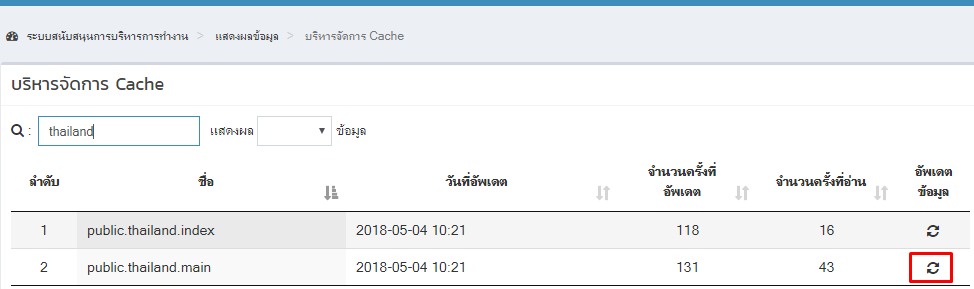 ระบบสนับสนุนการบริหารการทำงาน > แสดงผลข้อมูล > บริหารจัดการ Cache
บริหารจัดการ Cache
: thailand แสดงผล ข้อมูล
ลำดับ ชื่อ วันที่อัพเดต จำนวนครั้งที่อัพเดต จำนวนครั้งที่อ่าน อัพเดตข้อมูล
1 public.thailand.index 2018-05-04 10:21 118 16
2 public.thailand.main 2018-05-04 10:21 131 43